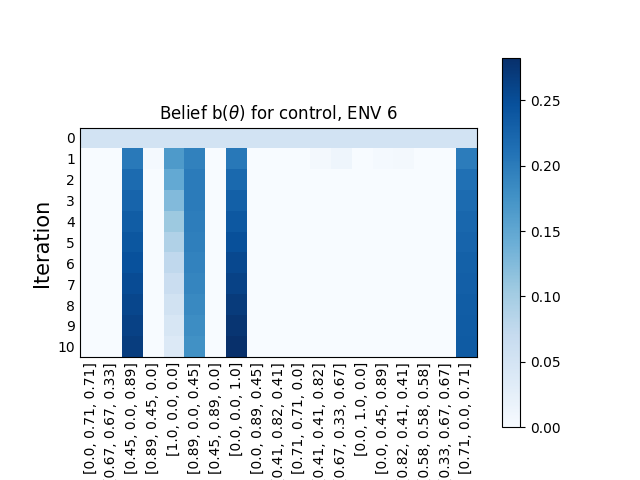 Belief b(θ) for control, ENV 6
Iteration
0
1
2
3
4
5
6
7
8
9
10
[0.0, 0.71, 0.71]
0.67, 0.67, 0.33]
[0.45, 0.0, 0.89]
[0.89, 0.45, 0.0]
[1.0, 0.0, 0.0]
[0.89, 0.0, 0.45]
[0.45, 0.89, 0.0]
[0.0, 0.0, 1.0]
[0.0, 0.89, 0.45]
0.41, 0.82, 0.41]
[0.71, 0.71, 0.0]
0.41, 0.41, 0.82]
0.67, 0.33, 0.67]
[0.0, 1.0, 0.0]
[0.0, 0.45, 0.89]
0.82, 0.41, 0.41]
0.58, 0.58, 0.58]
0.33, 0.67, 0.67]
[0.71, 0.0, 0.71]
0.25
0.20
0.15
0.10
0.05
0.00